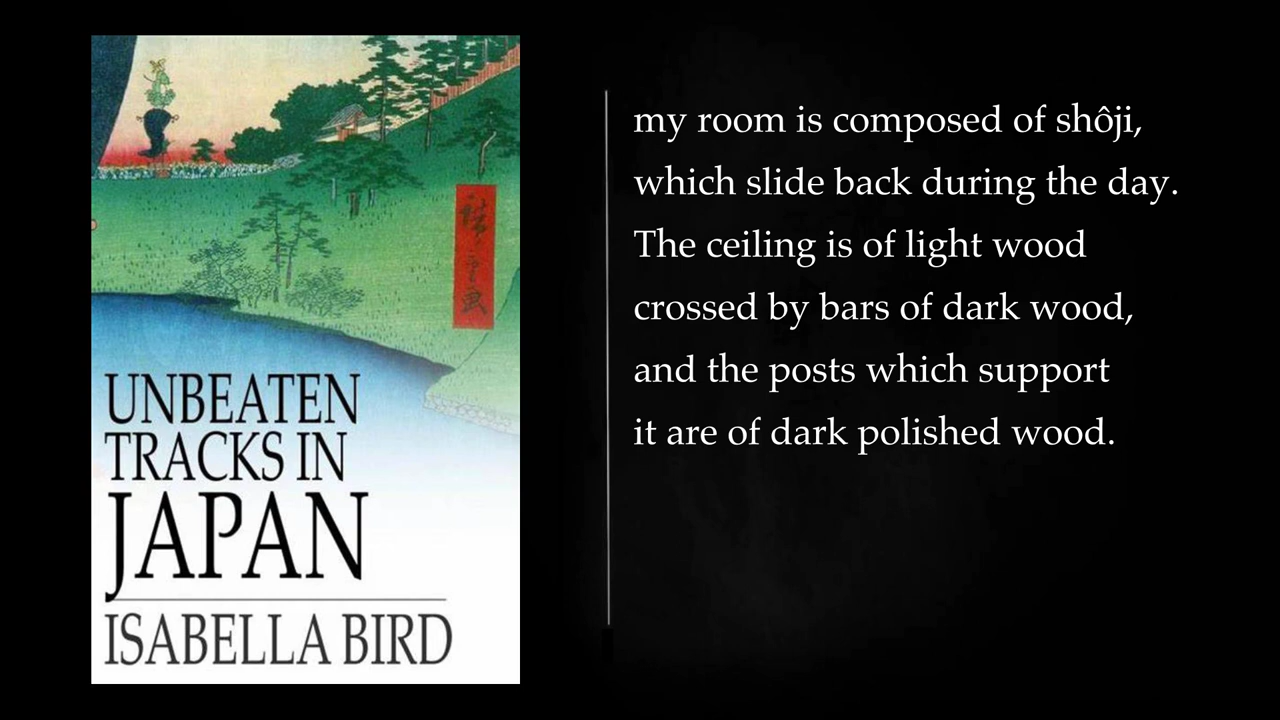 UNBEATEN
TRACKS IN
JAPAN
ISABELLA BIRD
my room is composed of shôji,
which slide back during the day.
The ceiling is of light wood
crossed by bars of dark wood,
and the posts which support
it are of dark polished wood.